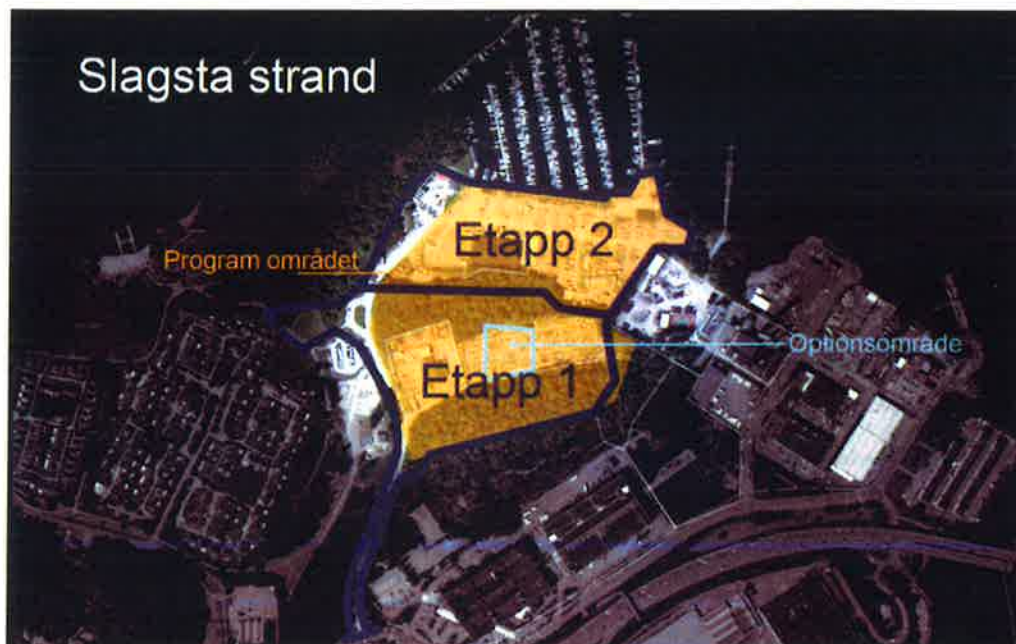 Slagsta strand
Etapp 2
Program området
Optionsområde
Etapp 1